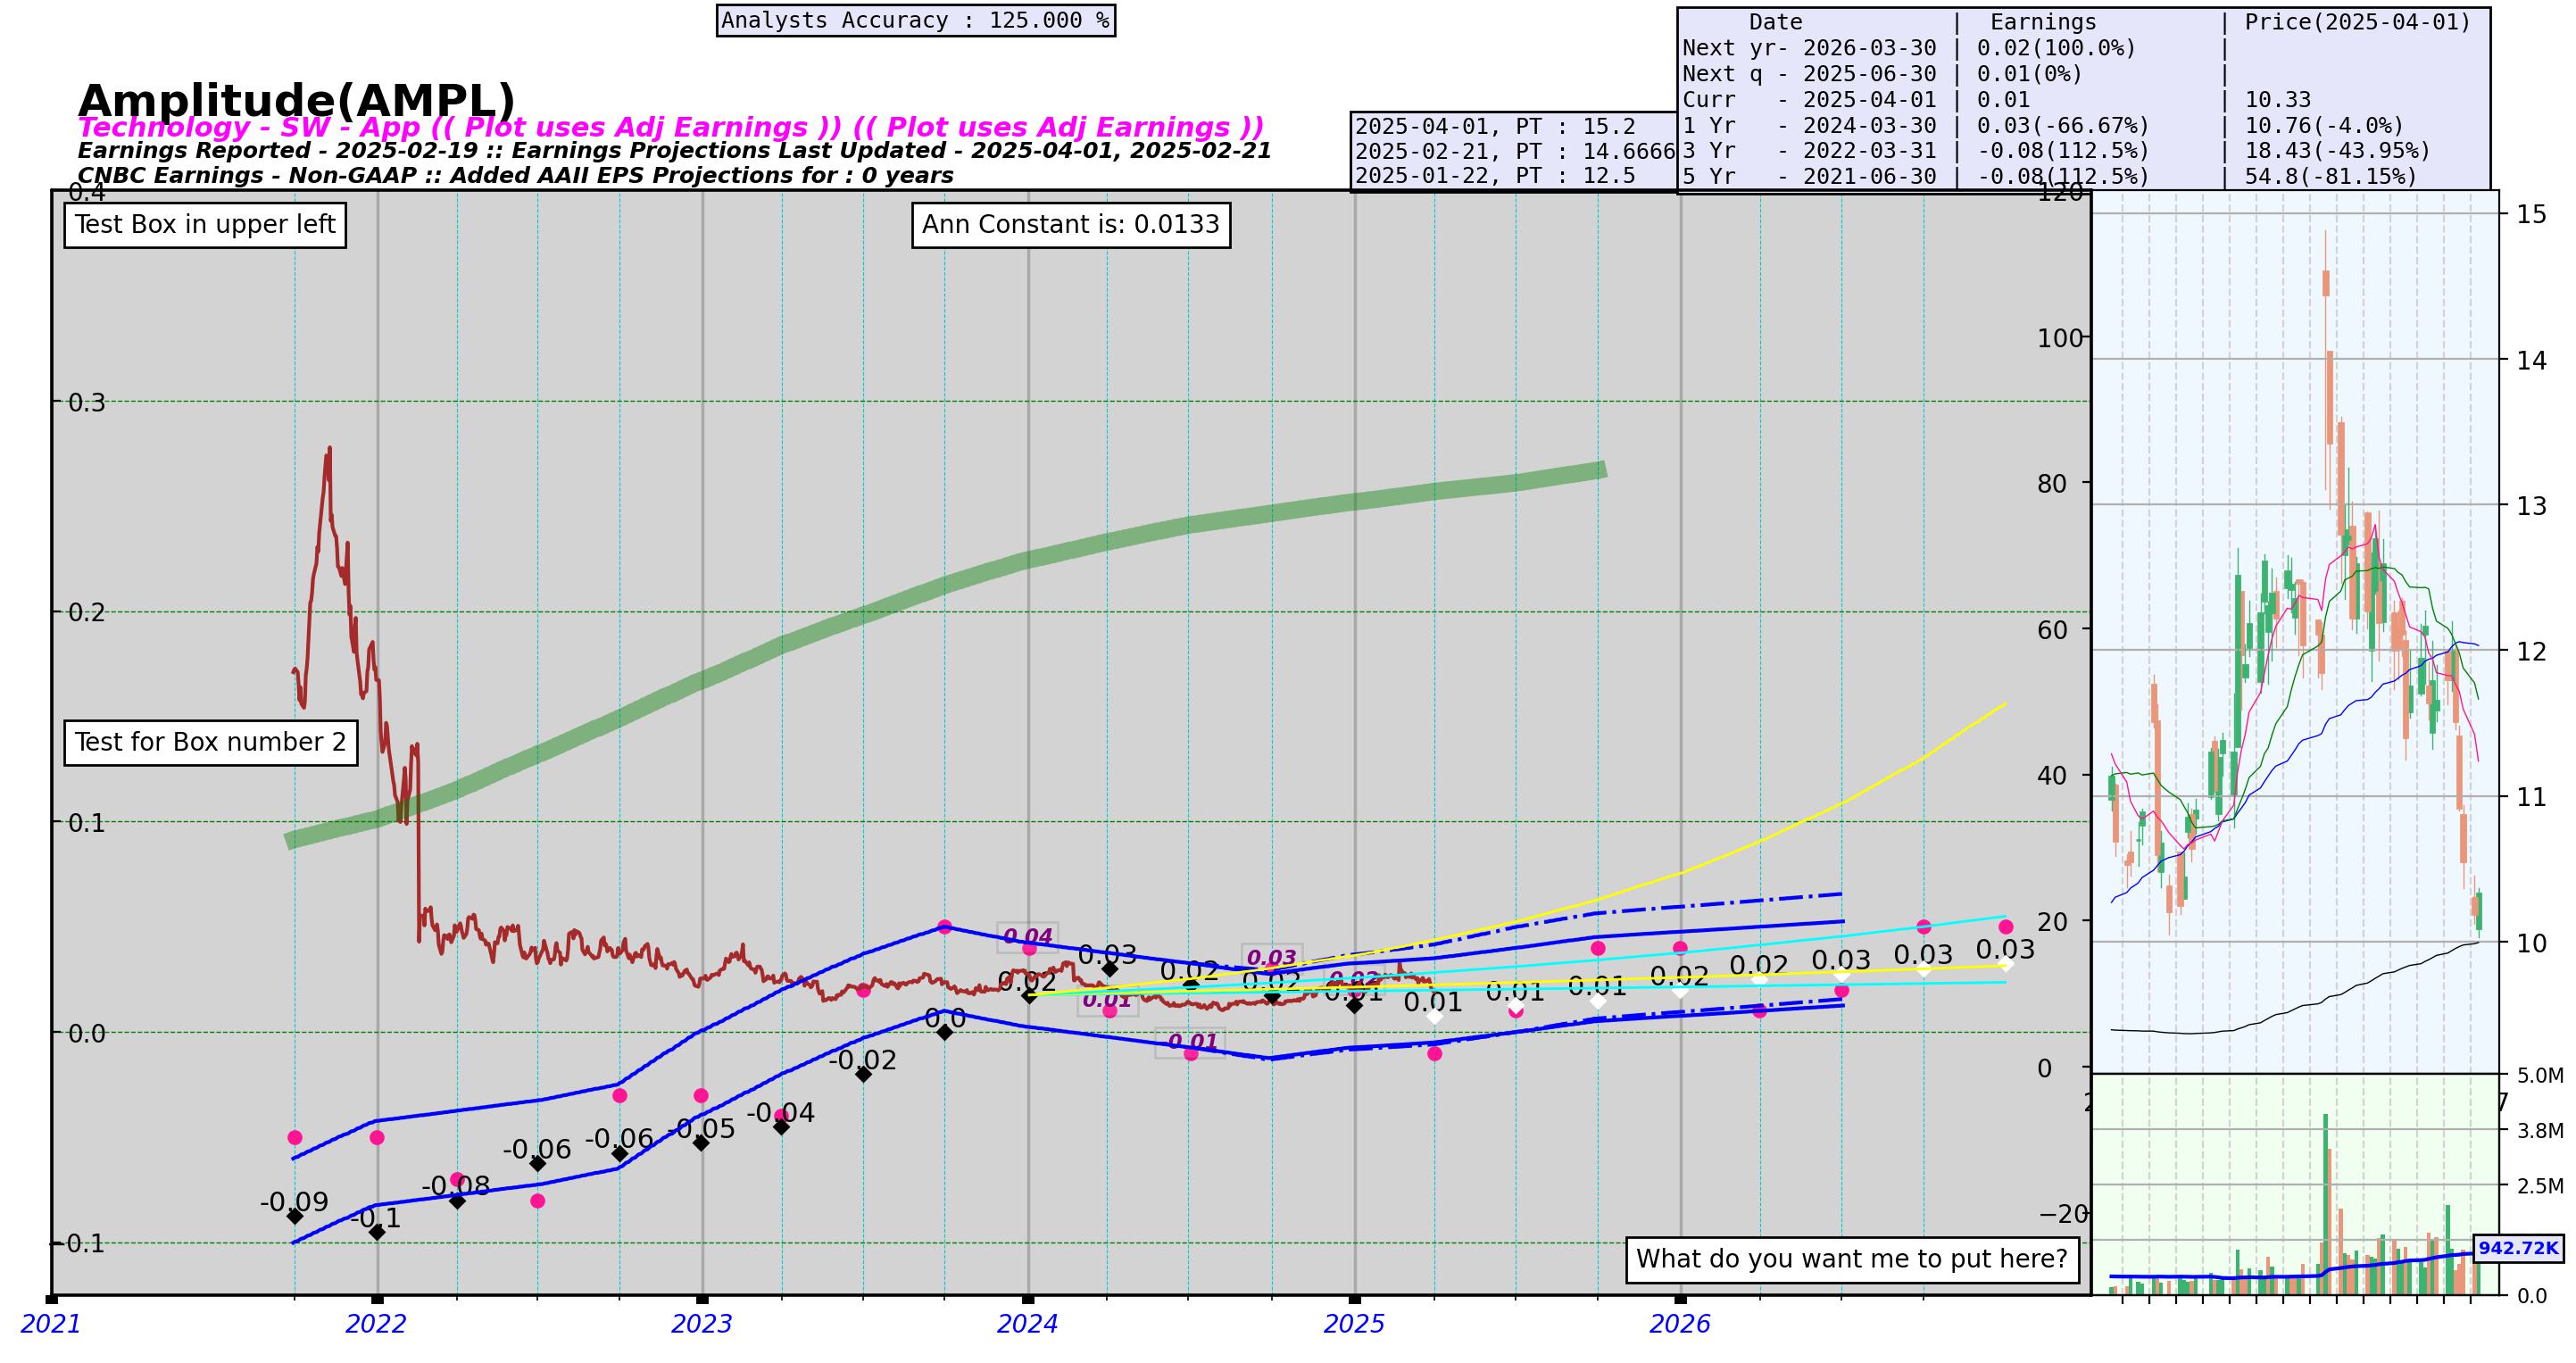 Analysts Accuracy : 125.000 %
Date | Earnings | Price(2025-04-01)
Next yr- 2026-03-30 | 0.02(100.0%) |
Next q - 2025-06-30 | 0.01(0%) |
Curr - 2025-04-01 | 0.01 | 10.33
1 Yr - 2024-03-30 | 0.03(-66.67%) | 10.76(-4.0%)
3 Yr - 2022-03-31 | -0.08(112.5%) | 18.43(-43.95%)
5 Yr - 2021-06-30 | -0.08(112.5%) | 54.8(-81.15%)
Amplitude(AMPL)
Technology - SW - App (( Plot uses Adj Earnings )) (( Plot uses Adj Earnings ))
Earnings Reported - 2025-02-19 :: Earnings Projections Last Updated - 2025-04-01, 2025-02-21
CNBC Earnings - Non-GAAP :: Added AAII EPS Projections for : 0 years
2025-04-01, PT : 15.2
2025-02-21, PT : 14.6666
2025-01-22, PT : 12.5
Test Box in upper left
Ann Constant is: 0.0133
Test for Box number 2
What do you want me to put here?
0.4
0.3
0.2
0.1
0.0
-0.1
120
100
80
60
40
20
0
−20
15
14
13
12
11
10
5.0M
3.8M
2.5M
942.72K
0.0
-0.09
-0.1
-0.08
-0.06
-0.06
-0.05
-0.04
-0.02
0.0
0.02
0.03
0.02
0.02
0.01
0.01
0.01
0.01
0.02
0.02
0.03
0.03
0.03
0.04
0.01
0.01
0.03
0.02
2021
2022
2023
2024
2025
2026